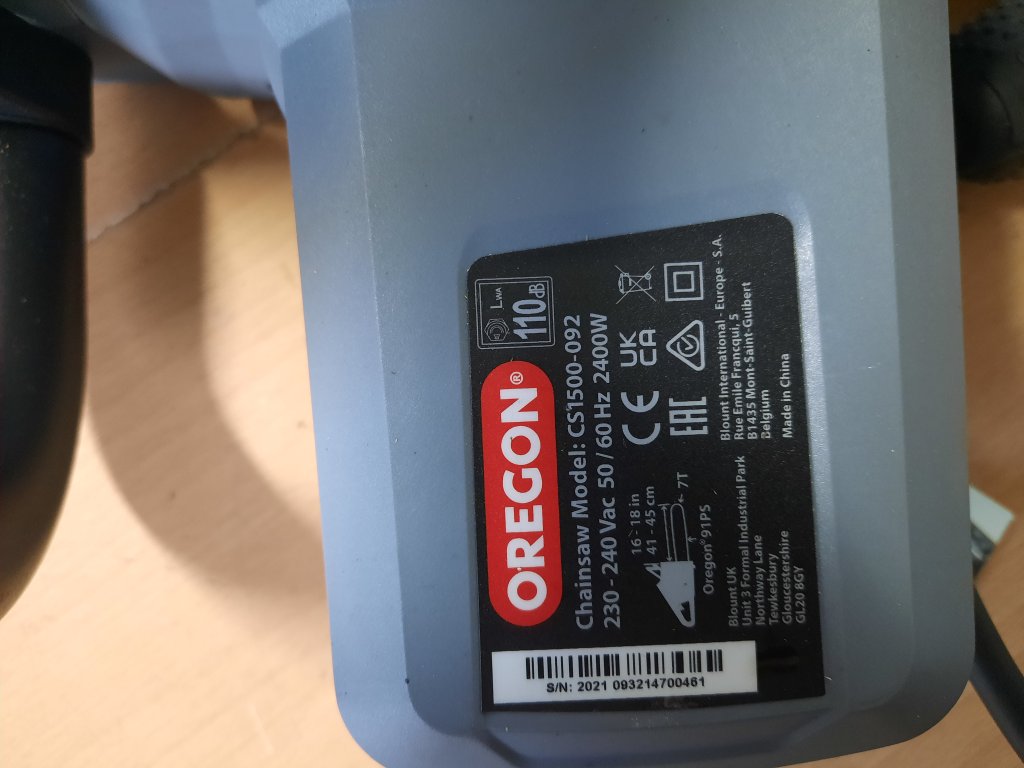 OREGON®
LWA
110dB
Chainsaw Model: CS1500-092
230 - 240 Vac 50 / 60 Hz 2400W
16 - 18 in
41 - 45 cm
7T
Oregon® 91PS
CE
UK
CA
EAC
Blount UK
Unit 3 Formal Industrial Park
Northway Lane
Tewkesbury
Gloucestershire
GL20 8GY
Blount International - Europe - S.A.
Rue Emile Francqui, 5
B1435 Mont-Saint-Guibert
Belgium
Made in China
S/N: 2021 093214700461